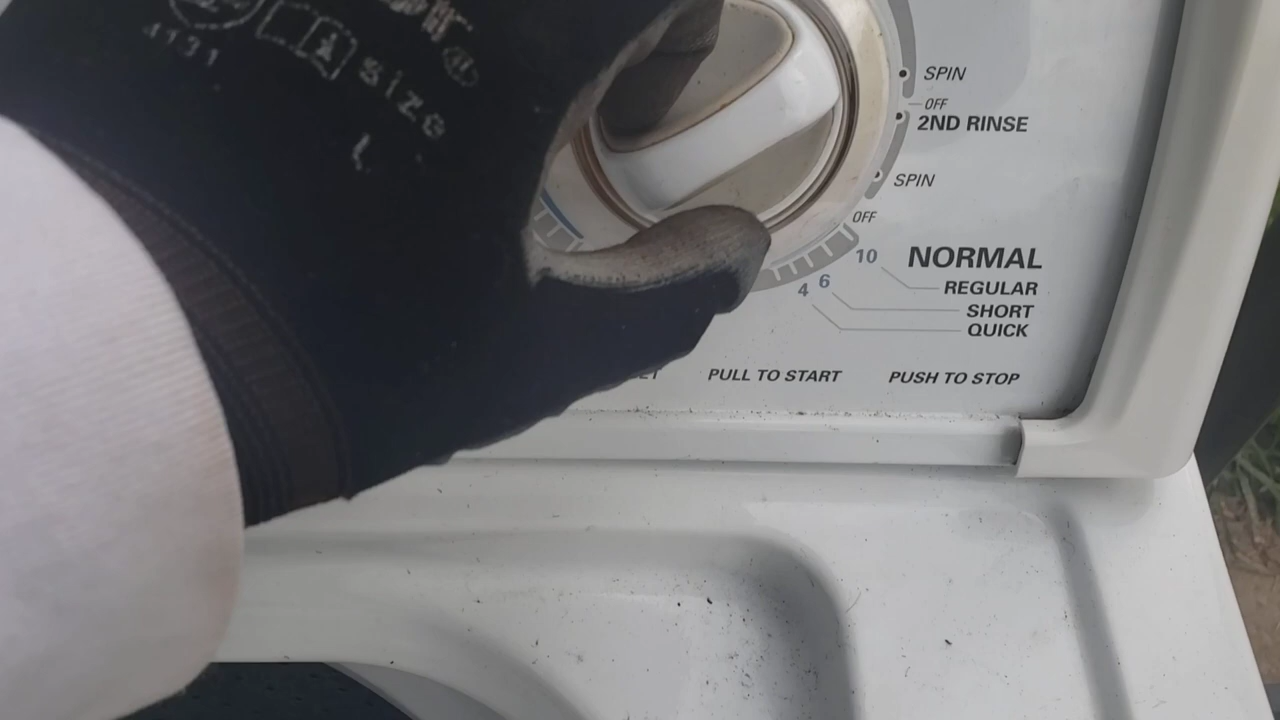 4131
size
L
SPIN
OFF
2ND RINSE
SPIN
OFF
10
NORMAL
REGULAR
6
4
SHORT
QUICK
PULL TO START
PUSH TO STOP